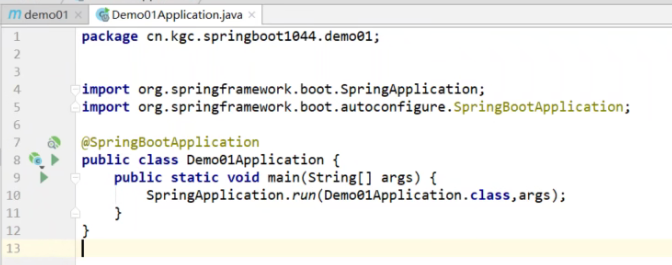 m demo01 × Demo01Application.java ×
1 package cn.kgc.springboot1044.demo01;
2
3
4 import org.springframework.boot.SpringApplication;
5 import org.springframework.boot.autoconfigure.SpringBootApplication;
6
7 @SpringBootApplication
8 public class Demo01Application {
9 public static void main(String[] args) {
10 SpringApplication.run(Demo01Application.class,args);
11 }
12 }
13